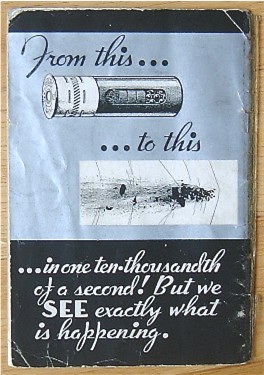 From this...
...to this
...in one ten-thousandth
of a second! But we
SEE exactly what
is happening.